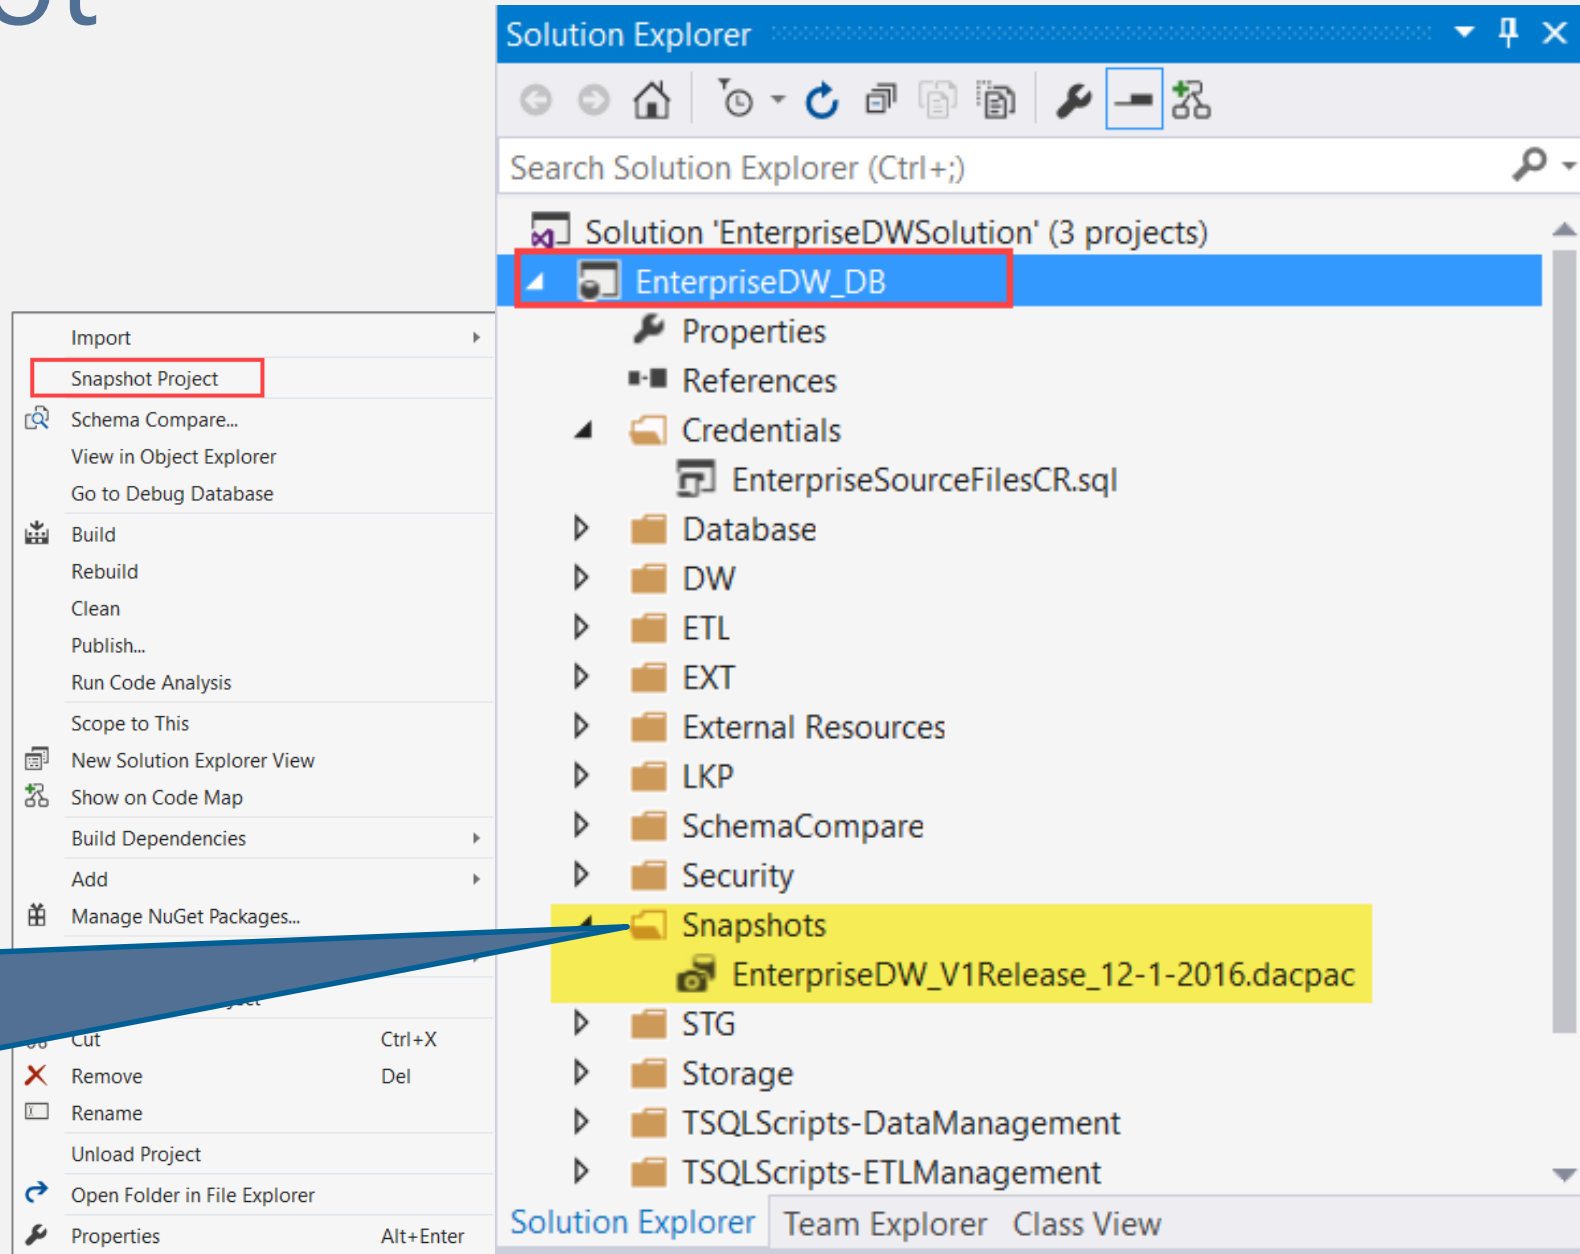 Solution Explorer
Search Solution Explorer (Ctrl+;)
Solution 'EnterpriseDWSolution' (3 projects)
EnterpriseDW_DB
Properties
References
Credentials
EnterpriseSourceFilesCR.sql
Database
DW
ETL
EXT
External Resources
LKP
SchemaCompare
Security
Snapshots
EnterpriseDW_V1Release_12-1-2016.dacpac
STG
Storage
TSQLScripts-DataManagement
TSQLScripts-ETLManagement
Solution Explorer Team Explorer Class View
Import
Snapshot Project
Schema Compare...
View in Object Explorer
Go to Debug Database
Build
Rebuild
Clean
Publish...
Run Code Analysis
Scope to This
New Solution Explorer View
Show on Code Map
Build Dependencies
Add
Manage NuGet Packages...
Cut Ctrl+X
Remove Del
Rename
Unload Project
Open Folder in File Explorer
Properties Alt+Enter